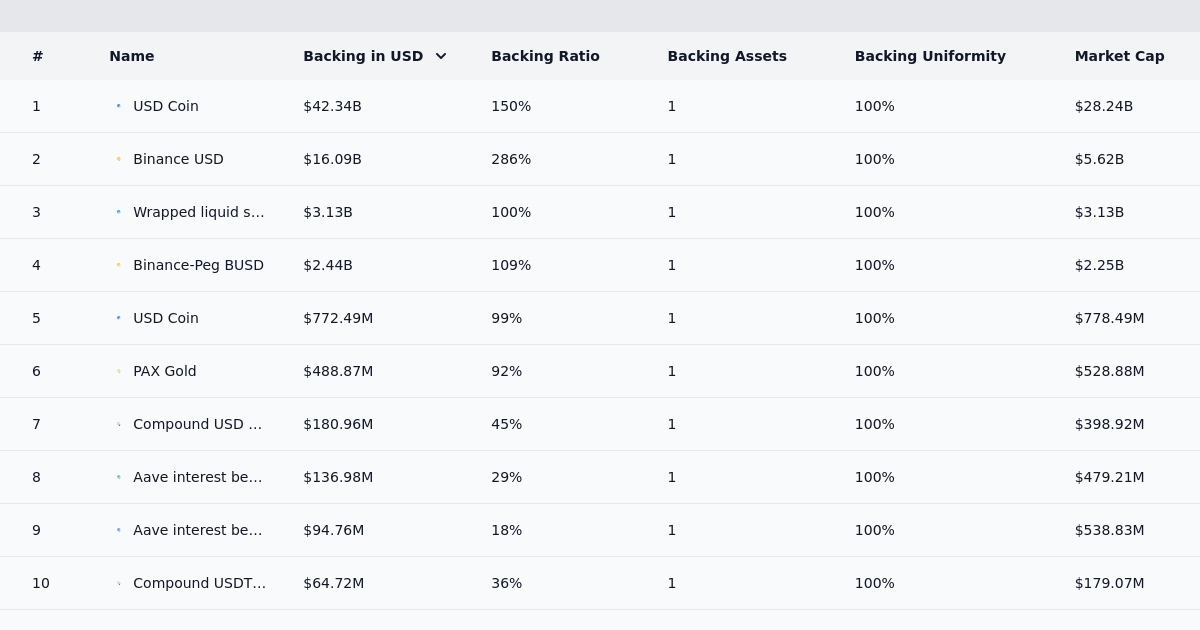 # Name Backing in USD Backing Ratio Backing Assets Backing Uniformity Market Cap
1 USD Coin $42.34B 150% 1 100% $28.24B
2 Binance USD $16.09B 286% 1 100% $5.62B
3 Wrapped liquid s... $3.13B 100% 1 100% $3.13B
4 Binance-Peg BUSD $2.44B 109% 1 100% $2.25B
5 USD Coin $772.49M 99% 1 100% $778.49M
6 PAX Gold $488.87M 92% 1 100% $528.88M
7 Compound USD ... $180.96M 45% 1 100% $398.92M
8 Aave interest be... $136.98M 29% 1 100% $479.21M
9 Aave interest be... $94.76M 18% 1 100% $538.83M
10 Compound USDT... $64.72M 36% 1 100% $179.07M